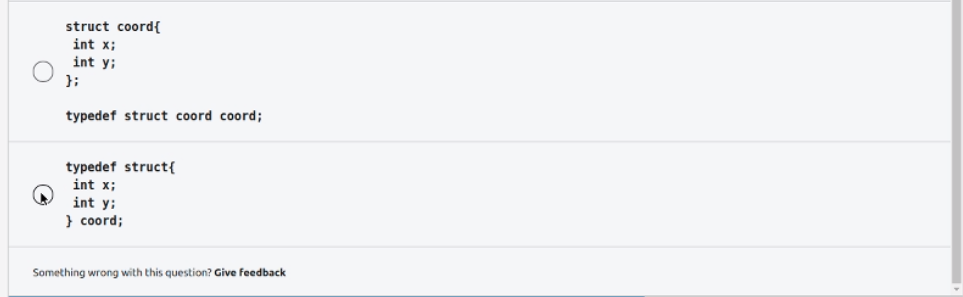 struct coord{
int x;
int y;
};
typedef struct coord coord;
typedef struct{
int x;
int y;
} coord;
Something wrong with this question? Give feedback